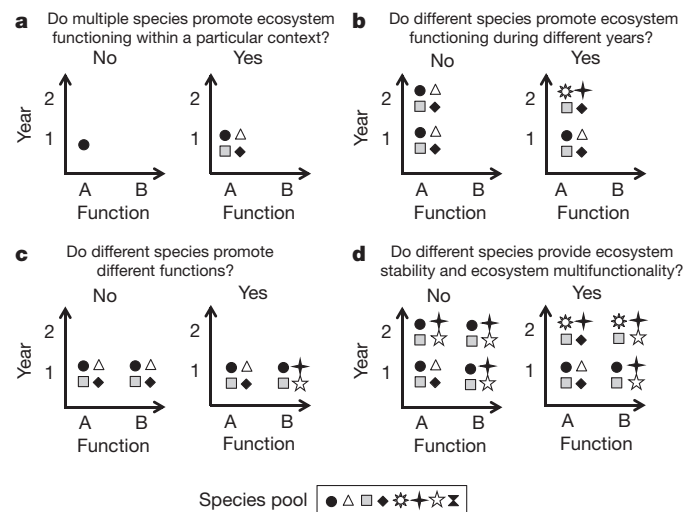 a Do multiple species promote ecosystem
functioning within a particular context?
No Yes
Year
2
1
A B
Function
2
1
A B
Function
b Do different species promote ecosystem
functioning during different years?
No Yes
Year
2
1
A B
Function
2
1
A B
Function
c Do different species promote
different functions?
No Yes
Year
2
1
A B
Function
2
1
A B
Function
d Do different species provide ecosystem
stability and ecosystem multifunctionality?
No Yes
Year
2
1
A B
Function
2
1
A B
Function
Species pool